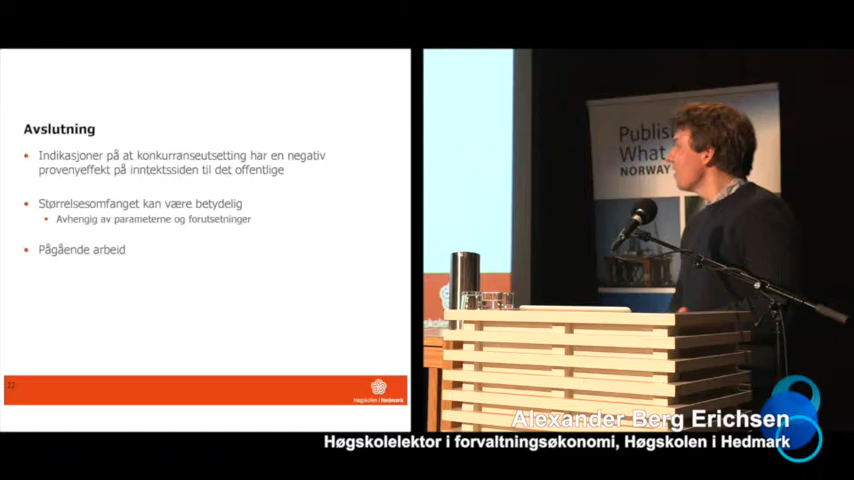 Avslutning
• Indikasjoner på at konkurranseutsetting har en negativ
provenyeffekt på inntektssiden til det offentlige
• Størrelsesomfanget kan være betydelig
• Avhengig av parameterne og forutsetninger
• Pågående arbeid
22
Høgskolen i Hedmark
Publish
What
NORWAY
Alexander Berg Erichsen
Høgskolelektor i forvaltningsøkonomi, Høgskolen i Hedmark